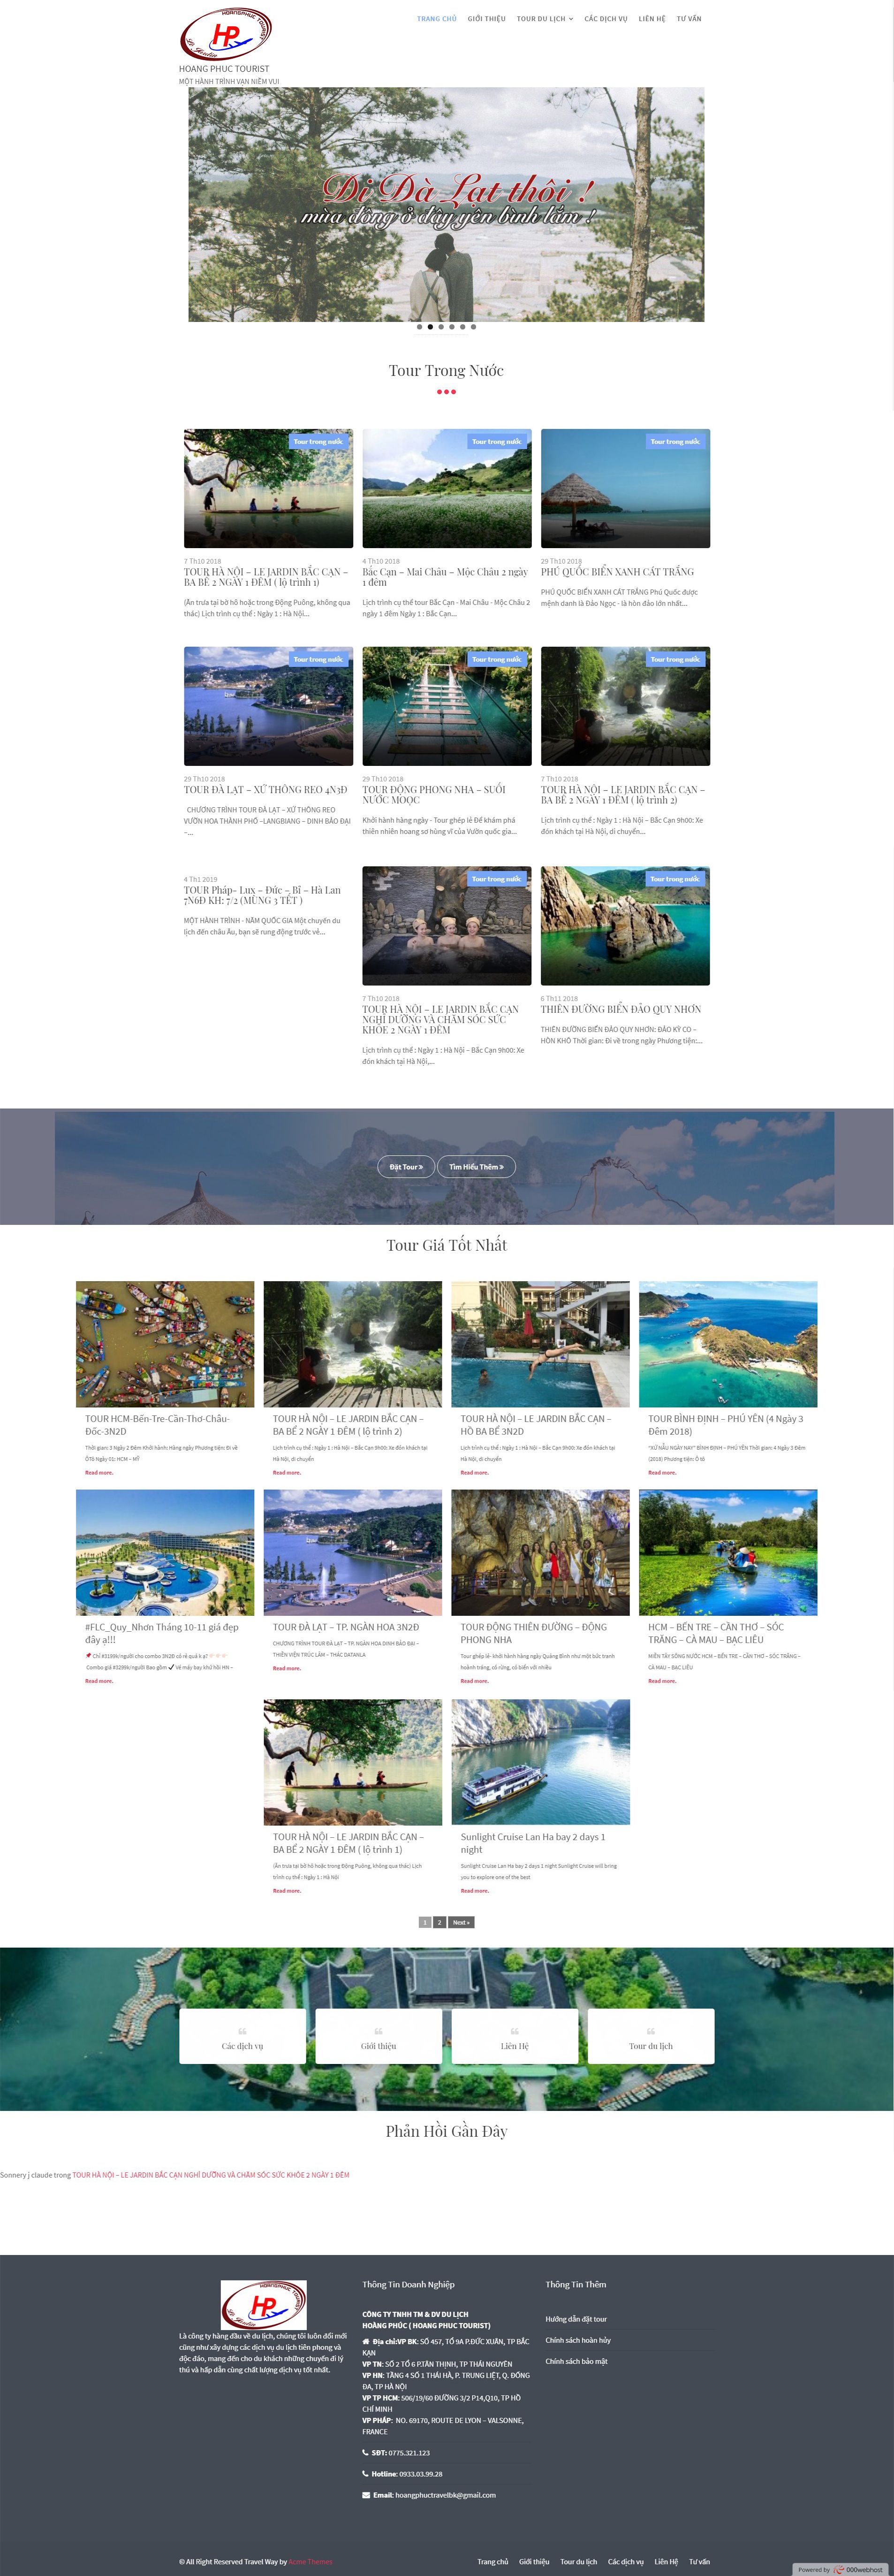 HOANGPHUC TOURIST
HP
Le Jardin
TRANG CHỦ
GIỚI THIỆU
TOUR DU LỊCH
CÁC DỊCH VỤ
LIÊN HỆ
TƯ VẤN
HOANG PHUC TOURIST
MỘT HÀNH TRÌNH VẠN NIỀM VUI
Đi Đà Lạt thôi !
mùa đông ở đây yên bình lắm !
Tour Trong Nước
Tour trong nước
Tour trong nước
Tour trong nước
7 Th10 2018
TOUR HÀ NỘI – LE JARDIN BẮC CẠN –
BA BỂ 2 NGÀY 1 ĐÊM ( lộ trình 1)
(Ăn trưa tại bờ hồ hoặc trong Động Puông, không qua
thác) Lịch trình cụ thể : Ngày 1 : Hà Nội...
4 Th10 2018
Bắc Cạn – Mai Châu – Mộc Châu 2 ngày
1 đêm
Lịch trình cụ thể tour Bắc Cạn - Mai Châu - Mộc Châu 2
ngày 1 đêm Ngày 1 : Bắc Cạn...
29 Th10 2018
PHÚ QUỐC BIỂN XANH CÁT TRẮNG
PHÚ QUỐC BIỂN XANH CÁT TRẮNG Phú Quốc được
mệnh danh là Đảo Ngọc - là hòn đảo lớn nhất...
Tour trong nước
Tour trong nước
Tour trong nước
29 Th10 2018
TOUR ĐÀ LẠT – XỨ THÔNG REO 4N3Đ
CHƯƠNG TRÌNH TOUR ĐÀ LẠT – XỨ THÔNG REO
VƯỜN HOA THÀNH PHỐ –LANGBIANG – DINH BẢO ĐẠI
–...
29 Th10 2018
TOUR ĐỘNG PHONG NHA – SUỐI
NƯỚC MOỌC
Khởi hành hàng ngày - Tour ghép lẻ Để khám phá
thiên nhiên hoang sơ hùng vĩ của Vườn quốc gia...
7 Th10 2018
TOUR HÀ NỘI – LE JARDIN BẮC CẠN –
BA BỂ 2 NGÀY 1 ĐÊM ( lộ trình 2)
Lịch trình cụ thể : Ngày 1 : Hà Nội – Bắc Cạn 9h00: Xe
đón khách tại Hà Nội, di chuyển...
4 Th1 2019
TOUR Pháp- Lux – Đức – Bỉ – Hà Lan
7N6Đ KH: 7/2 (MÙNG 3 TẾT )
MỘT HÀNH TRÌNH - NĂM QUỐC GIA Một chuyến du
lịch đến châu Âu, bạn sẽ rung động trước vẻ...
Tour trong nước
Tour trong nước
7 Th10 2018
TOUR HÀ NỘI – LE JARDIN BẮC CẠN
NGHỈ DƯỠNG VÀ CHĂM SÓC SỨC
KHỎE 2 NGÀY 1 ĐÊM
Lịch trình cụ thể : Ngày 1 : Hà Nội – Bắc Cạn 9h00: Xe
đón khách tại Hà Nội,...
6 Th11 2018
THIÊN ĐƯỜNG BIỂN ĐẢO QUY NHƠN
THIÊN ĐƯỜNG BIỂN ĐẢO QUY NHƠN: ĐẢO KỲ CO –
HÒN KHÔ Thời gian: Đi về trong ngày Phương tiện:...
Đặt Tour »
Tìm Hiểu Thêm »
Tour Giá Tốt Nhất
TOUR HCM-Bến-Tre-Cần-Thơ-Châu-
Đốc-3N2D
Thời gian: 3 Ngày 2 Đêm Khởi hành: Hàng ngày Phương tiện: Đi về
ÔTô Ngày 01: HCM – MỸ
Read more.
TOUR HÀ NỘI – LE JARDIN BẮC CẠN –
BA BỂ 2 NGÀY 1 ĐÊM ( lộ trình 2)
Lịch trình cụ thể : Ngày 1 : Hà Nội – Bắc Cạn 9h00: Xe đón khách tại
Hà Nội, di chuyển
Read more.
TOUR HÀ NỘI – LE JARDIN BẮC CẠN –
HỒ BA BỂ 3N2D
Lịch trình cụ thể : Ngày 1 : Hà Nội – Bắc Cạn 9h00: Xe đón khách tại
Hà Nội, di chuyển
Read more.
TOUR BÌNH ĐỊNH – PHÚ YÊN (4 Ngày 3
Đêm 2018)
"XỨ NẪU NGÀY NAY" BÌNH ĐỊNH – PHÚ YÊN Thời gian: 4 Ngày 3 Đêm
(2018) Phương tiện: Ô tô
Read more.
#FLC_Quy_Nhơn Tháng 10-11 giá đẹp
đây ạ!!!
Chỉ #3199k/người cho combo 3N2Đ có rẻ quá k ạ?
Combo giá #3299k/người Bao gồm ✔ Vé máy bay khứ hồi HN –
Read more.
TOUR ĐÀ LẠT – TP. NGÀN HOA 3N2Đ
CHƯƠNG TRÌNH TOUR ĐÀ LẠT – TP. NGÀN HOA DINH BẢO ĐẠI –
THIỀN VIỆN TRÚC LÂM – THÁC DATANLA
Read more.
TOUR ĐỘNG THIÊN ĐƯỜNG – ĐỘNG
PHONG NHA
Tour ghép lẻ- khởi hành hàng ngày Quảng Bình như một bức tranh
hoành tráng, có rừng, có biển với nhiều
Read more.
HCM – BẾN TRE – CẦN THƠ – SÓC
TRĂNG – CÀ MAU – BẠC LIÊU
MIỀN TÂY SÔNG NƯỚC HCM – BẾN TRE – CẦN THƠ – SÓC TRĂNG –
CÀ MAU – BẠC LIÊU
Read more.
TOUR HÀ NỘI – LE JARDIN BẮC CẠN –
BA BỂ 2 NGÀY 1 ĐÊM ( lộ trình 1)
(Ăn trưa tại bờ hồ hoặc trong Động Puông, không qua thác) Lịch
trình cụ thể : Ngày 1 : Hà Nội
Read more.
Sunlight Cruise Lan Ha bay 2 days 1
night
Sunlight Cruise Lan Ha bay 2 days 1 night Sunlight Cruise will bring
you to explore one of the best
Read more.
1 2 Next »
Các dịch vụ
Giới thiệu
Liên Hệ
Tour du lịch
Phản Hồi Gần Đây
Sonnery j claude trong TOUR HÀ NỘI – LE JARDIN BẮC CẠN NGHỈ DƯỠNG VÀ CHĂM SÓC SỨC KHỎE 2 NGÀY 1 ĐÊM
HOANGPHUC TOURIST
HP
Le Jardin
Là công ty hàng đầu về du lịch, chúng tôi luôn đổi mới
cũng như xây dựng các dịch vụ du lịch tiên phong và
độc đáo, mang đến cho du khách những chuyến đi lý
thú và hấp dẫn cùng chất lượng dịch vụ tốt nhất.
Thông Tin Doanh Nghiệp
CÔNG TY TNHH TM & DV DU LỊCH
HOÀNG PHÚC ( HOANG PHUC TOURIST)
Địa chỉ:VP BK: SỐ 457, TỔ 9A P.ĐỨC XUÂN, TP BẮC
KẠN
VP TN: SỐ 2 TỔ 6 P.TÂN THỊNH, TP THÁI NGUYÊN
VP HN: TẦNG 4 SỐ 1 THÁI HÀ, P. TRUNG LIỆT, Q. ĐỐNG
ĐA, TP HÀ NỘI
VP TP HCM: 506/19/60 ĐƯỜNG 3/2 P14,Q10, TP HỒ
CHÍ MINH
VP PHÁP: NO. 69170, ROUTE DE LYON – VALSONNE,
FRANCE
SĐT: 0775.321.123
Hotline: 0933.03.99.28
Email: hoangphuctravelbk@gmail.com
Thông Tin Thêm
Hướng dẫn đặt tour
Chính sách hoàn hủy
Chính sách bảo mật
© All Right Reserved Travel Way by Acme Themes
Trang chủ
Giới thiệu
Tour du lịch
Các dịch vụ
Liên Hệ
Tư vấn
Powered by 000webhost